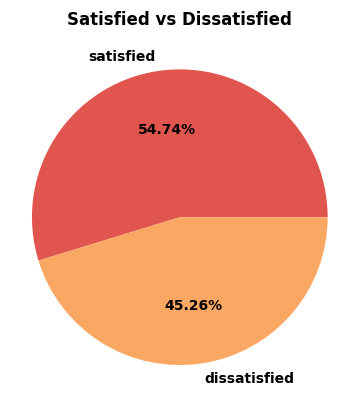 Satisfied vs Dissatisfied
satisfied
54.74%
45.26%
dissatisfied